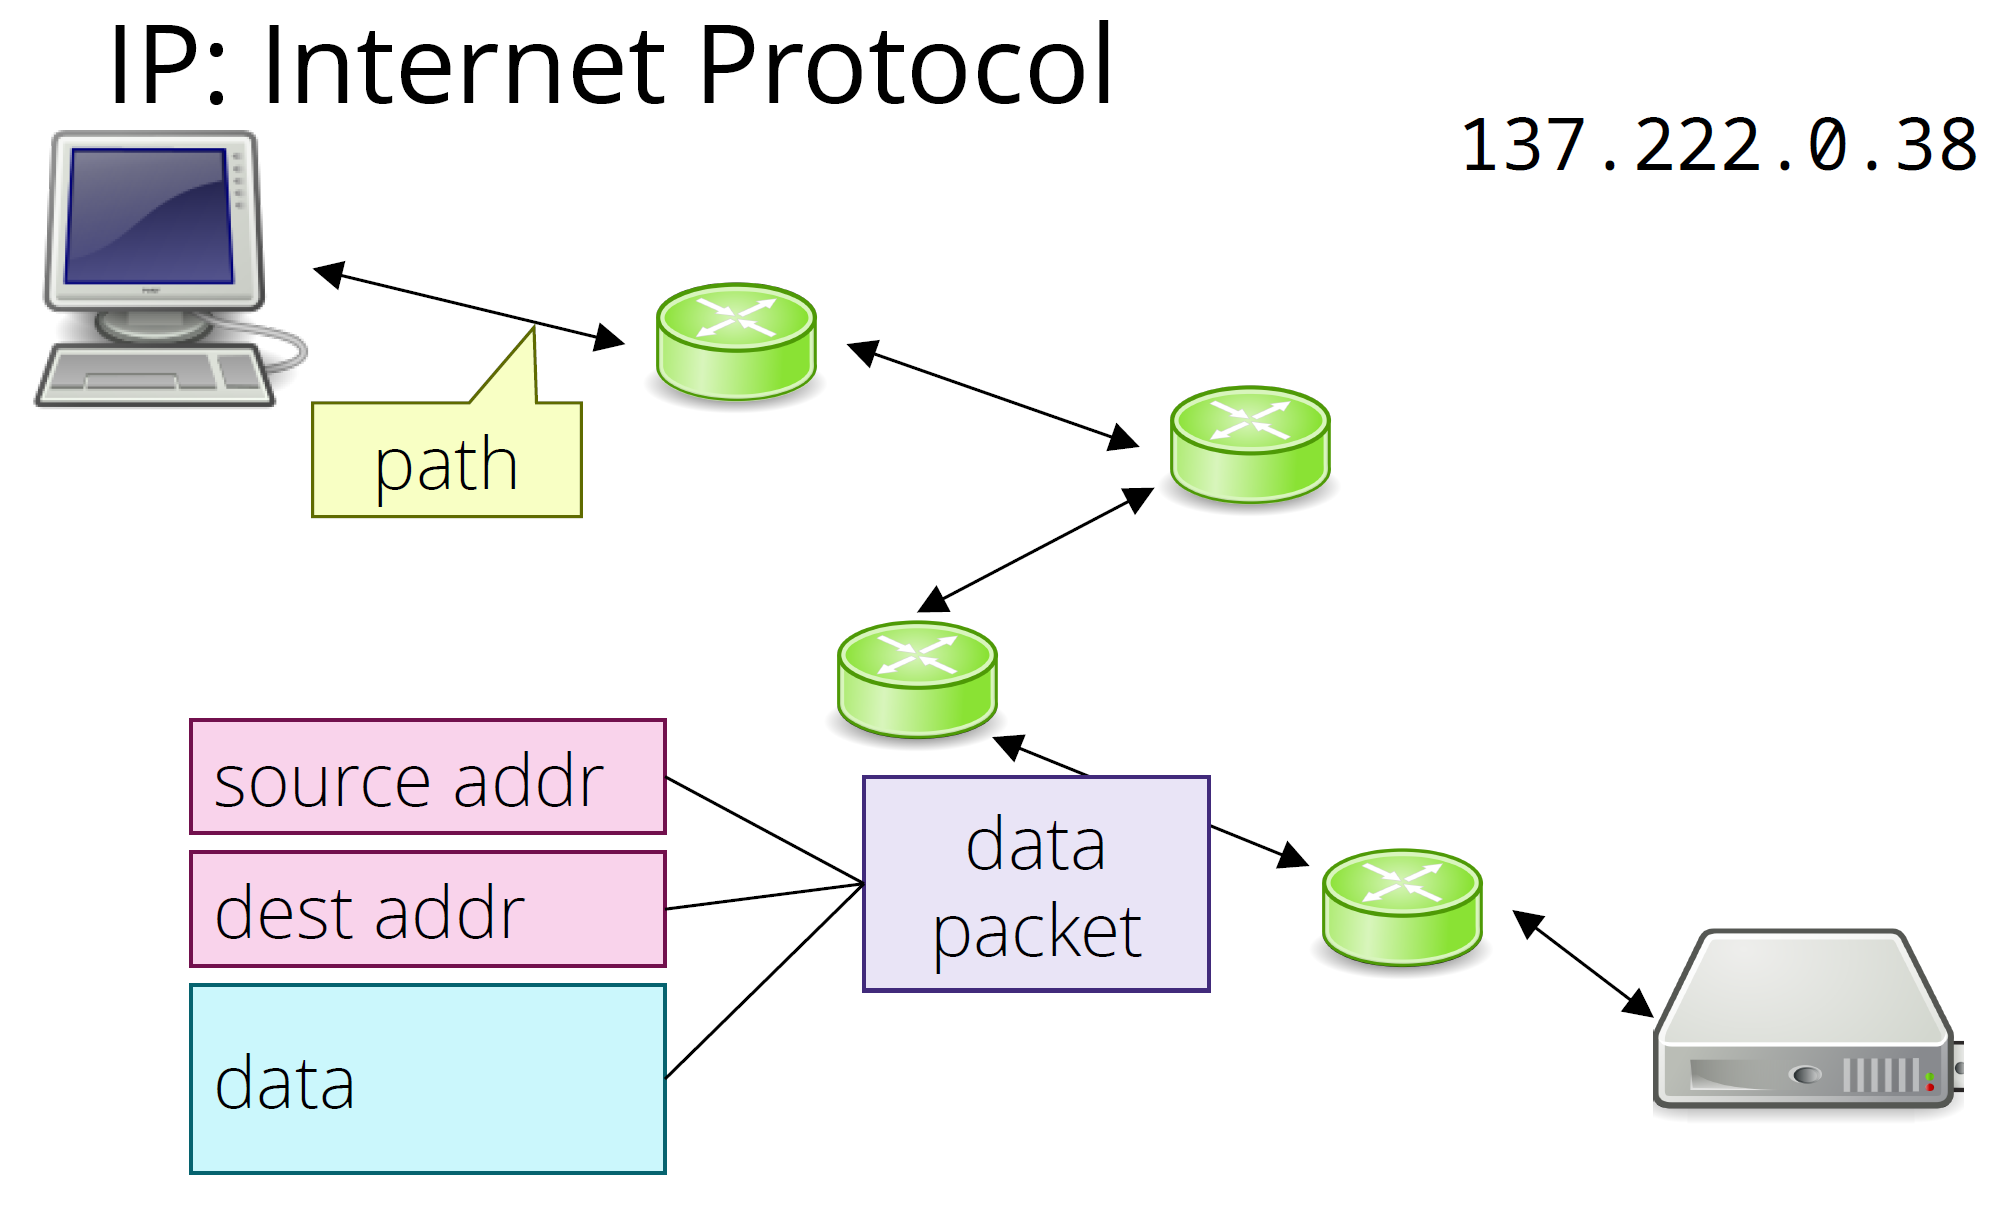 IP: Internet Protocol
137.222.0.38
path
source addr
dest addr
data
data
packet